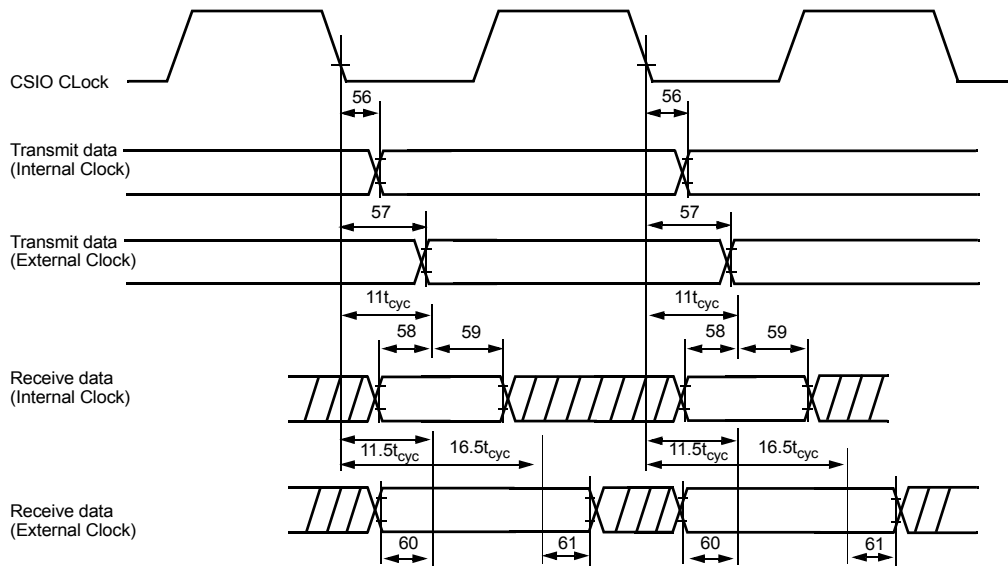 CSIO CLock
56 56
Transmit data
(Internal Clock)
57 57
Transmit data
(External Clock)
11tcyc 11tcyc
58 59 58 59
Receive data
(Internal Clock)
11.5tcyc 16.5tcyc 11.5tcyc 16.5tcyc
Receive data
(External Clock)
60 61 60 61